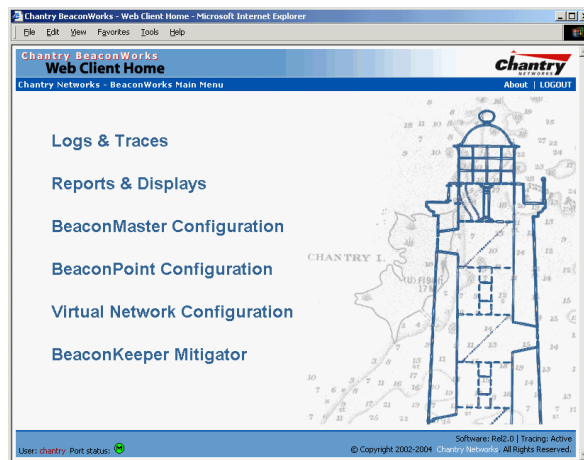 Chantry BeaconWorks - Web Client Home - Microsoft Internet Explorer
File Edit View Favorites Tools Help
Chantry BeaconWorks
Web Client Home
Chantry
NETWORKS
Chantry Networks - BeaconWorks Main Menu
About | LOGOUT
Logs & Traces
Reports & Displays
BeaconMaster Configuration
BeaconPoint Configuration
Virtual Network Configuration
BeaconKeeper Mitigator
CHANTRY I.
Software: Rel2.0 | Tracing: Active
User: chantry Port status: M
© Copyright 2002-2004 Chantry Networks. All Rights Reserved.